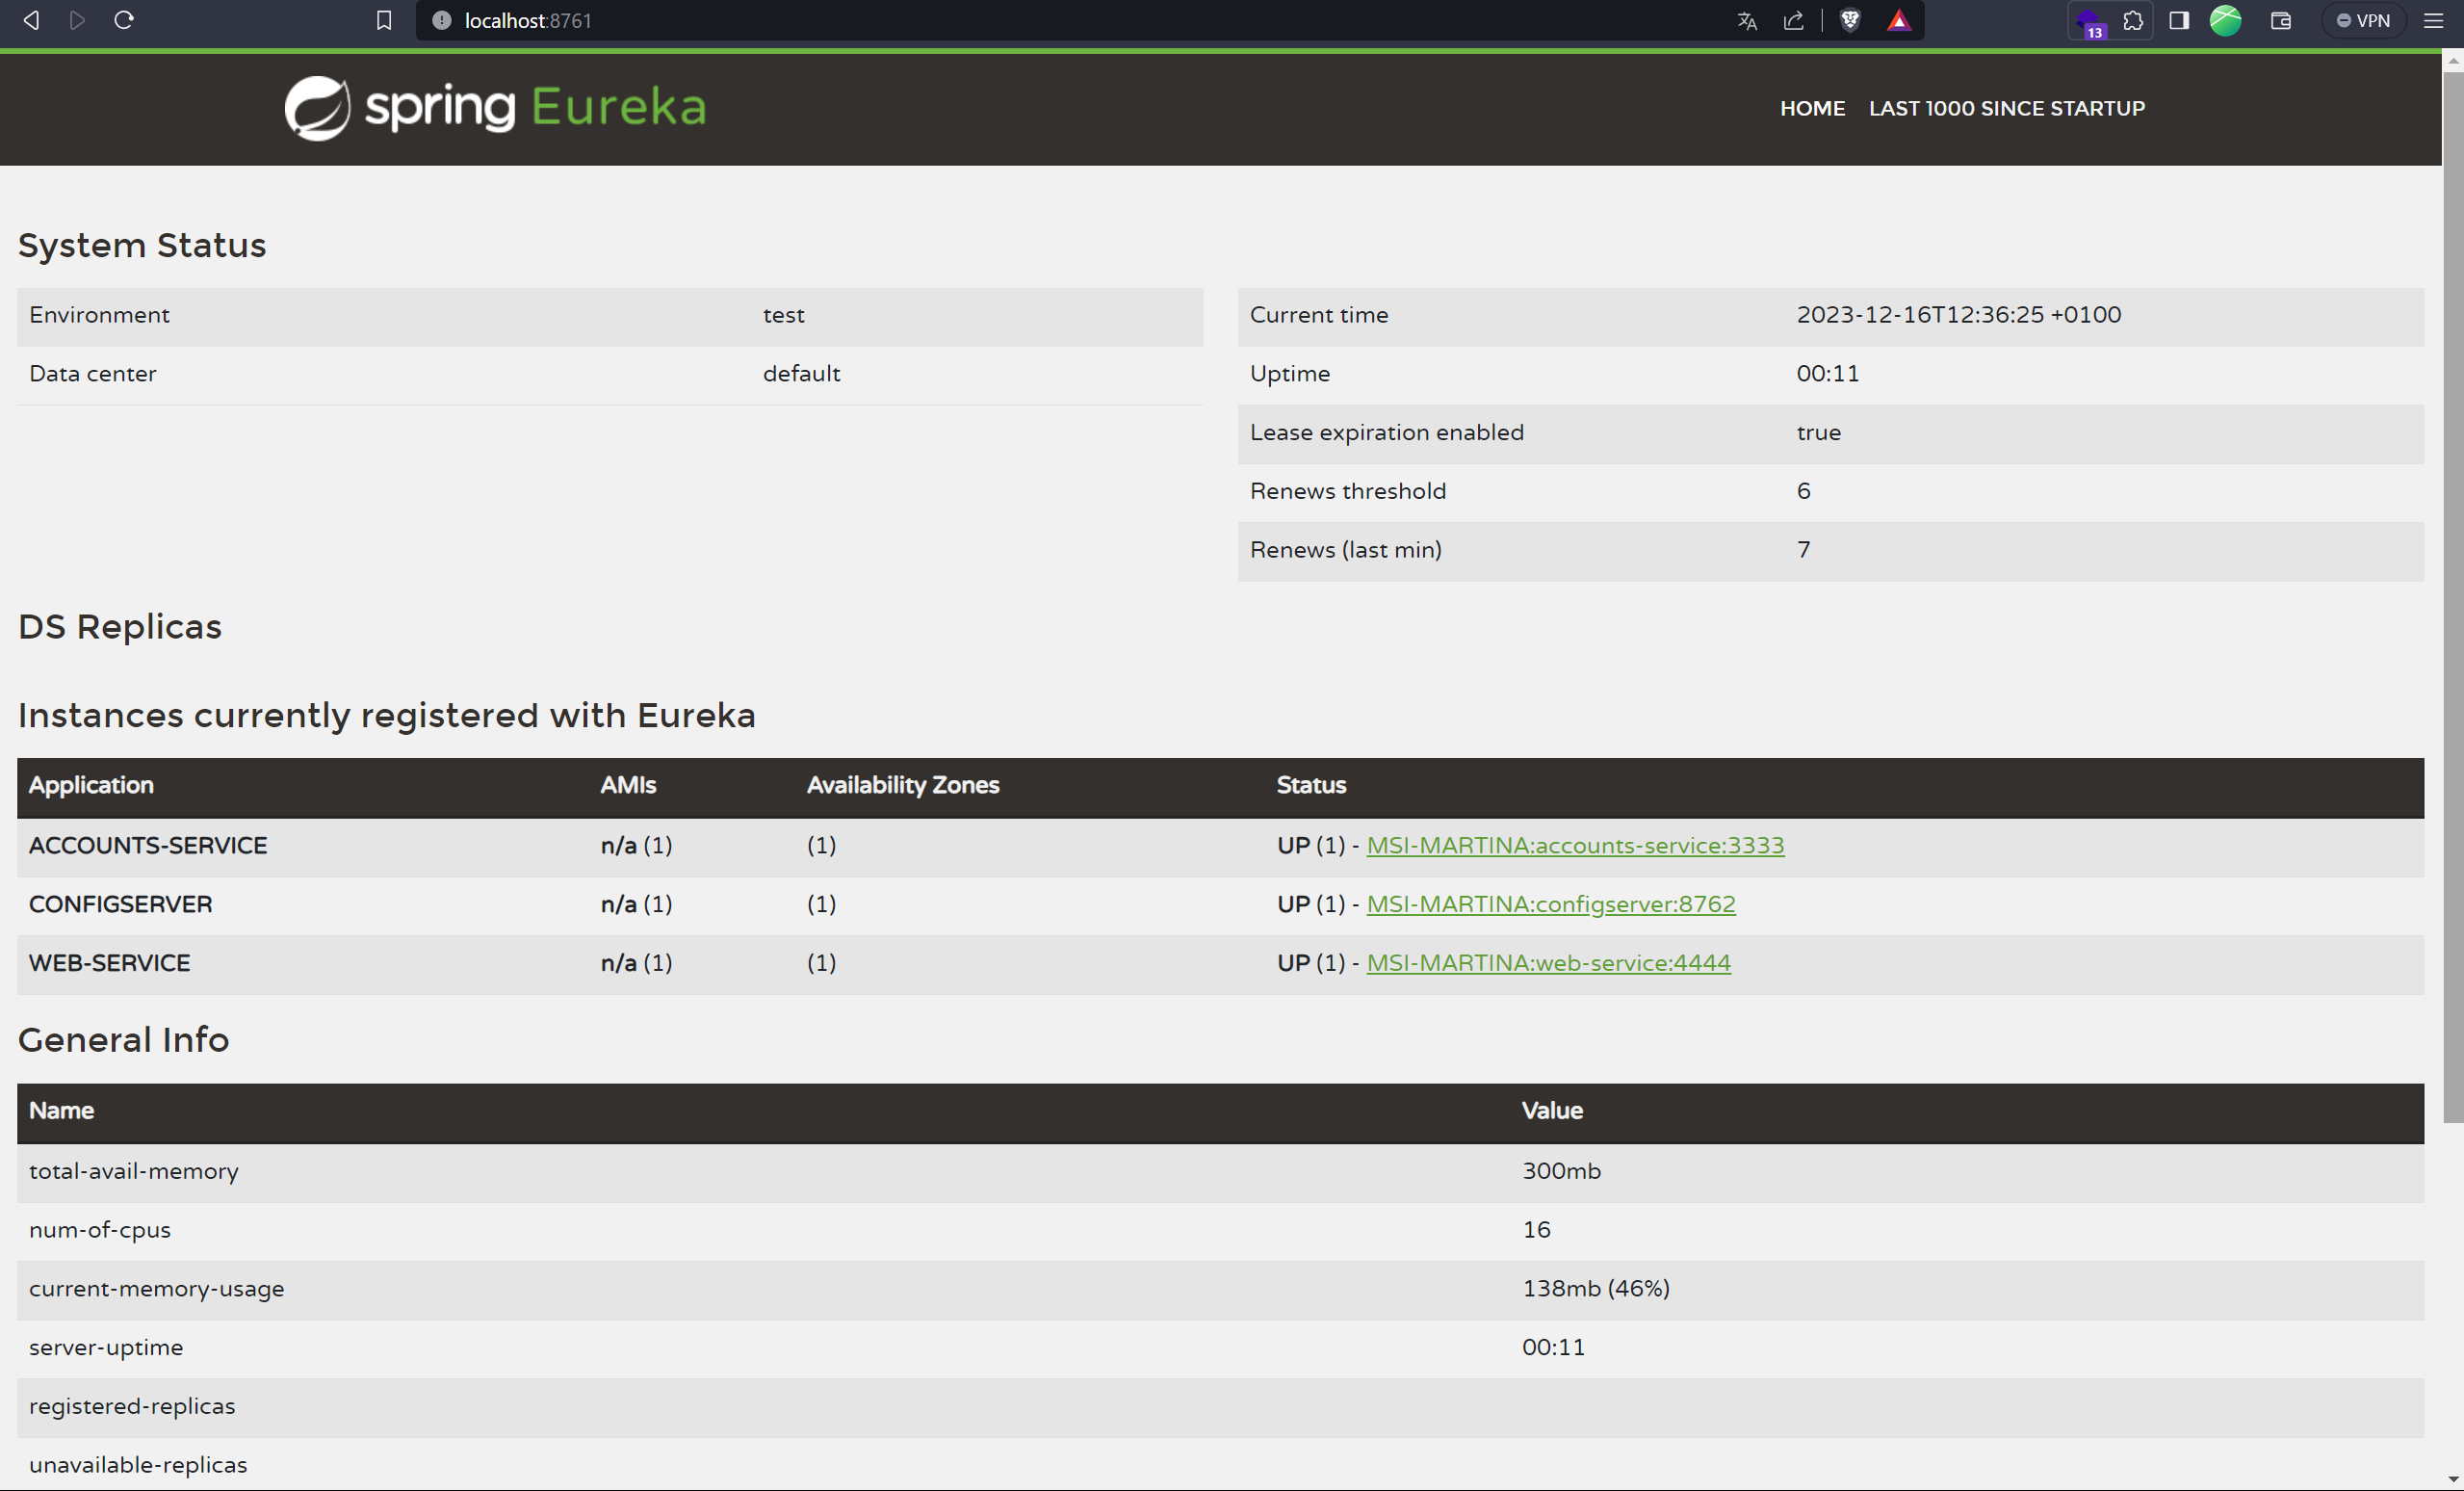 localhost:8761
13
VPN
spring Eureka
HOME LAST 1000 SINCE STARTUP
System Status
Environment test
Data center default
Current time 2023-12-16T12:36:25 +0100
Uptime 00:11
Lease expiration enabled true
Renews threshold 6
Renews (last min) 7
DS Replicas
Instances currently registered with Eureka
Application AMIs Availability Zones Status
ACCOUNTS-SERVICE n/a (1) (1) UP (1) - MSI-MARTINA:accounts-service:3333
CONFIGSERVER n/a (1) (1) UP (1) - MSI-MARTINA:configserver:8762
WEB-SERVICE n/a (1) (1) UP (1) - MSI-MARTINA:web-service:4444
General Info
Name Value
total-avail-memory 300mb
num-of-cpus 16
current-memory-usage 138mb (46%)
server-uptime 00:11
registered-replicas
unavailable-replicas